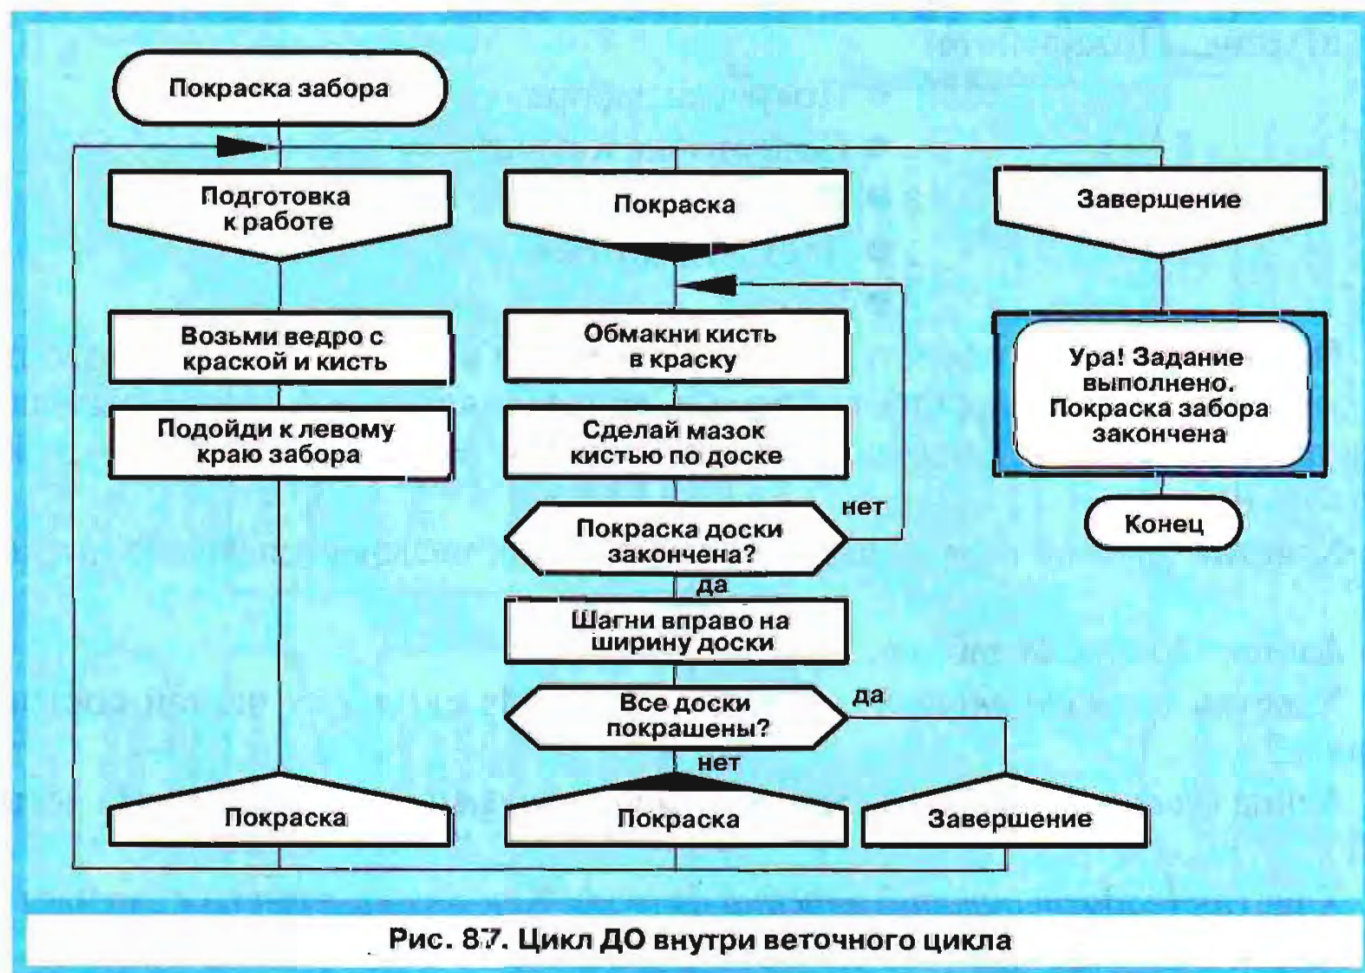 Покраска забора
Подготовка
к работе
Возьми ведро с
краской и кисть
Подойди к левому
краю забора
Покраска
Покраска
Обмакни кисть
в краску
Сделай мазок
кистью по доске
Покраска доски
закончена?
нет
да
Шагни вправо на
ширину доски
Все доски
покрашены?
да
нет
Покраска
Завершение
Завершение
Ура! Задание
выполнено.
Покраска забора
закончена
Конец
Рис. 87. Цикл ДО внутри веточного цикла